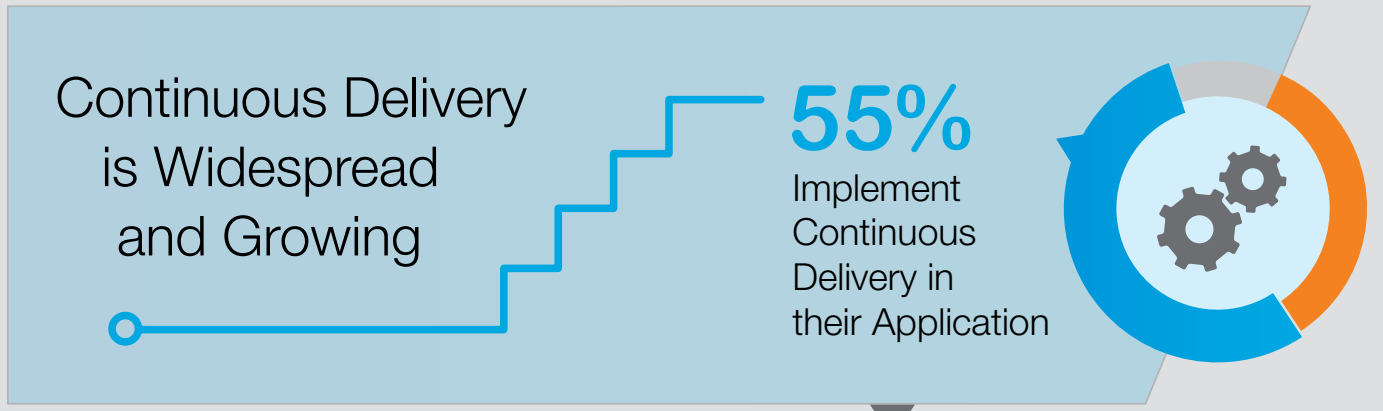 Continuous Delivery
is Widespread
and Growing
55%
Implement
Continuous
Delivery in
their Application